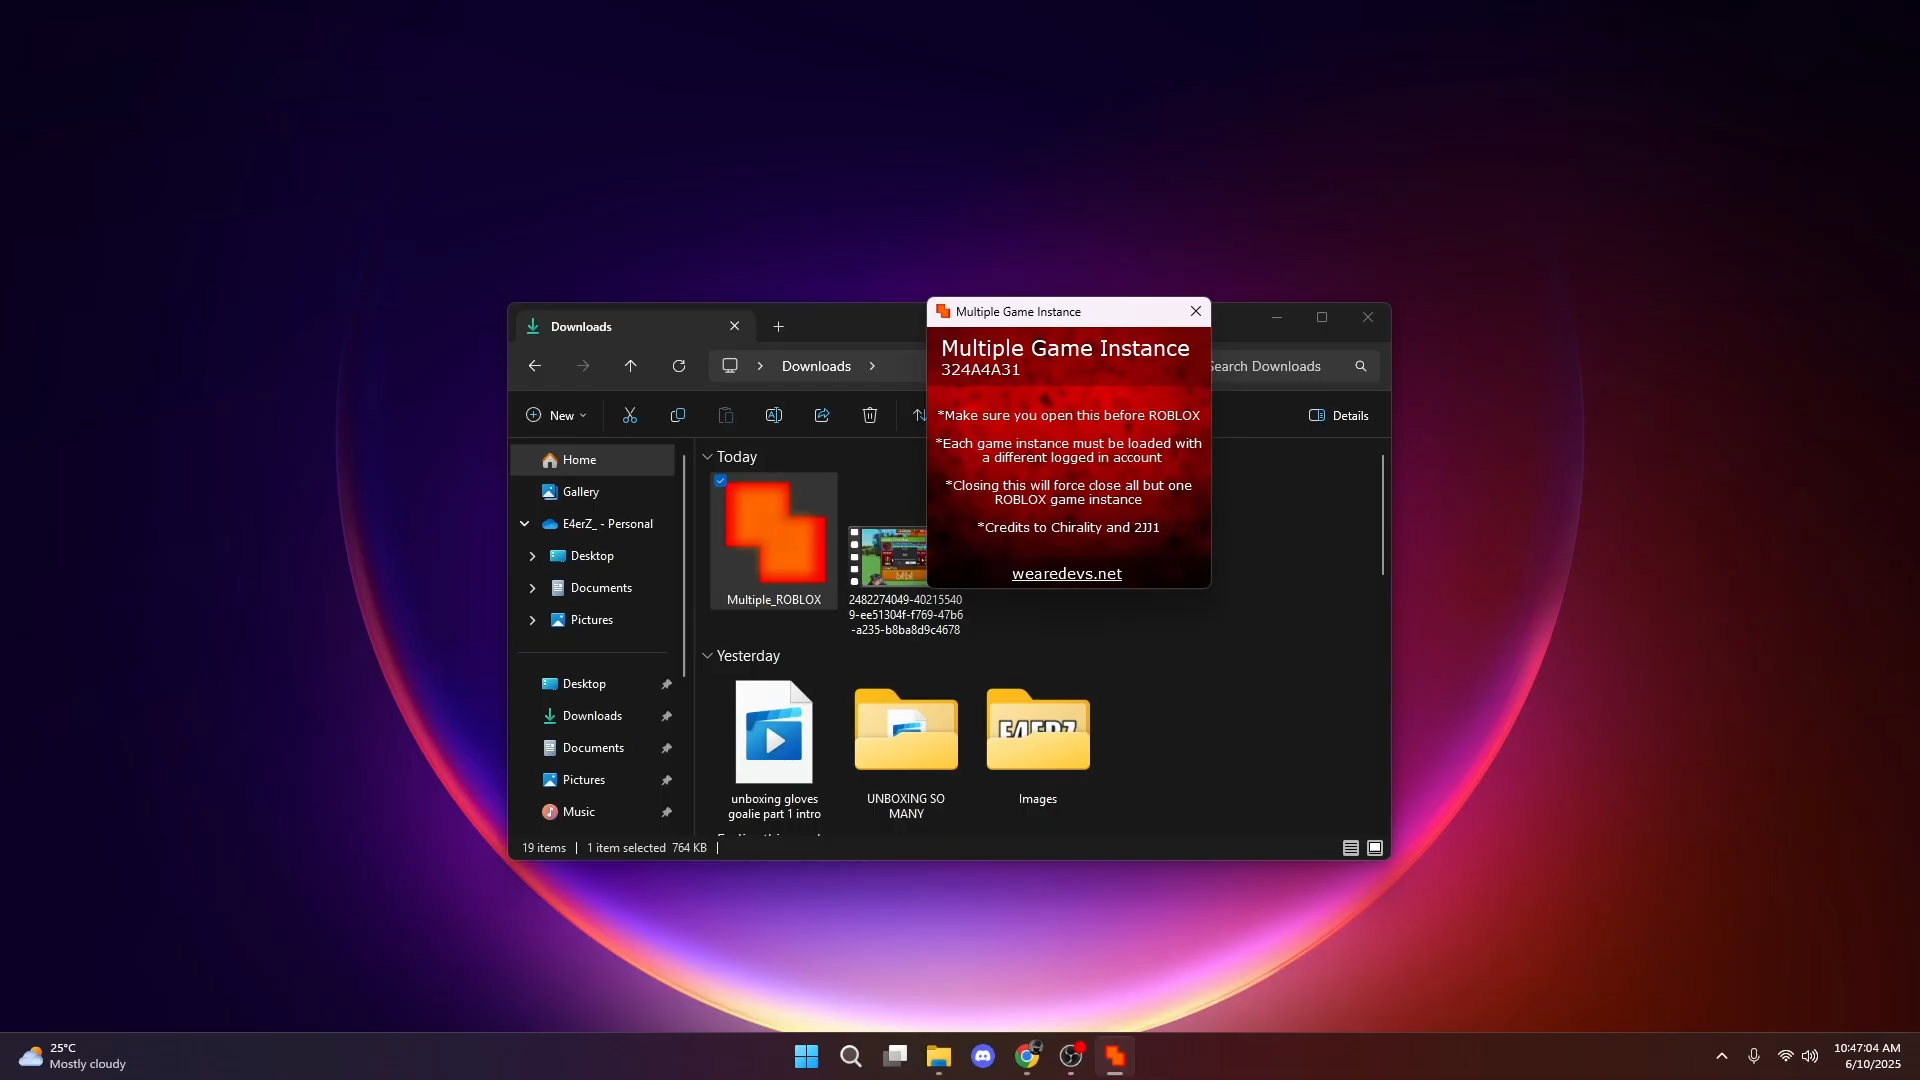 Downloads
Multiple Game Instance
Multiple Game Instance
324A4A31
Downloads
Search Downloads
New
Details
*Make sure you open this before ROBLOX
*Each game instance must be loaded with
a different logged in account
*Closing this will force close all but one
ROBLOX game instance
*Credits to Chirality and 2JJ1
wearedevs.net
Home
Gallery
E4erZ_ - Personal
Desktop
Documents
Pictures
Desktop
Downloads
Documents
Pictures
Music
Today
Multiple_ROBLOX
2482274049-40215540
9-ee51304f-f769-47b6
-a235-b8ba8d9c4678
Yesterday
E4ERZ
unboxing gloves
goalie part 1 intro
UNBOXING SO
MANY
Images
19 items
1 item selected 764 KB
25°C
Mostly cloudy
10:47:04 AM
6/10/2025